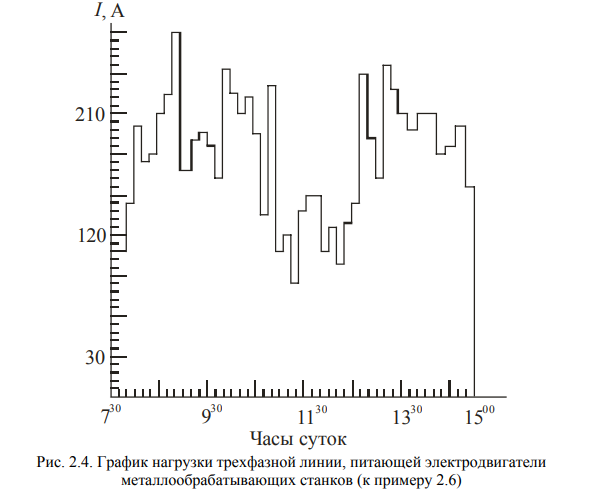 I, А
210
120
30
7³⁰ 9³⁰ 11³⁰ 13³⁰ 15⁰⁰
Часы суток
Рис. 2.4. График нагрузки трехфазной линии, питающей электродвигатели
металлообрабатывающих станков (к примеру 2.6)